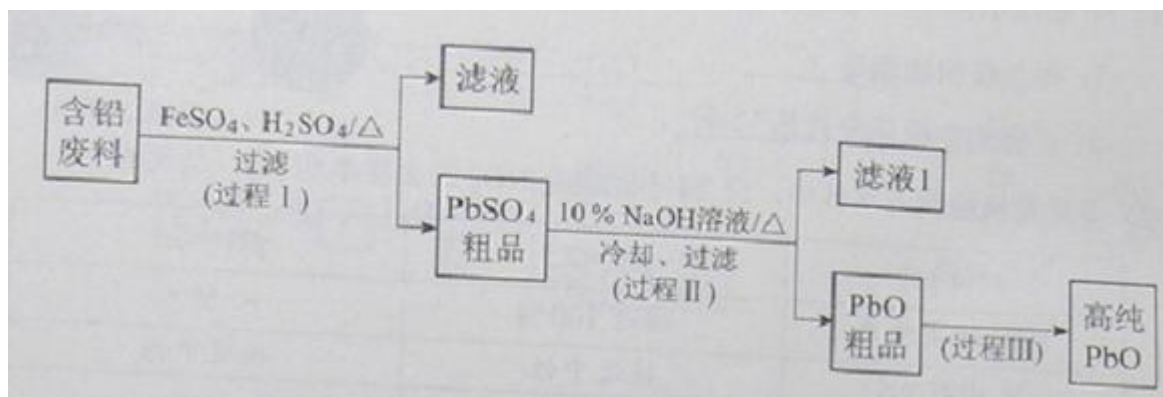 含铅
废料
FeSO₄、H₂SO₄/△
过滤
(过程Ⅰ)
滤液
PbSO₄
粗品
10% NaOH溶液/△
冷却、过滤
(过程Ⅱ)
滤液1
PbO
粗品
(过程Ⅲ)
高纯
PbO